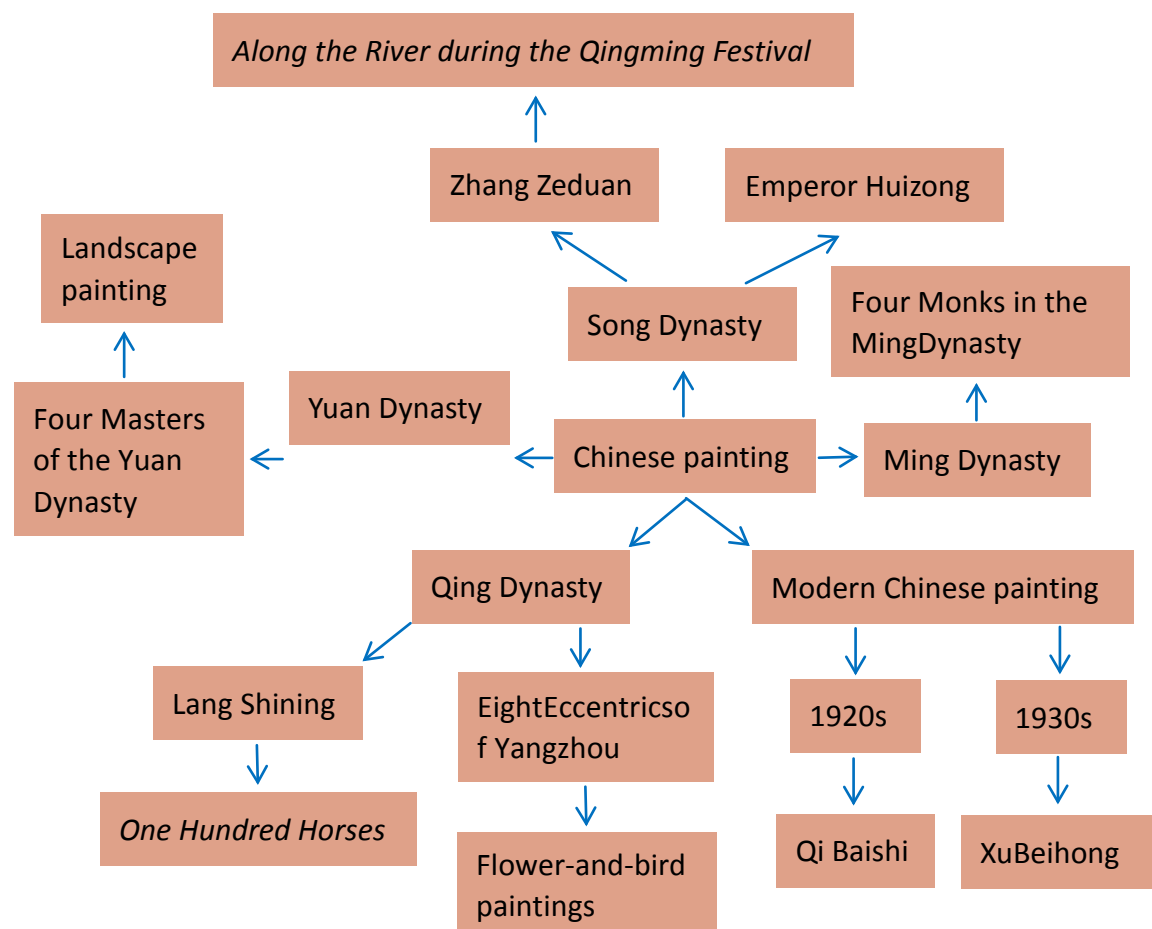 Along the River during the Qingming Festival
Zhang Zeduan
Emperor Huizong
Landscape
painting
Song Dynasty
Four Monks in the
MingDynasty
Four Masters
of the Yuan
Dynasty
Yuan Dynasty
Chinese painting
Ming Dynasty
Qing Dynasty
Modern Chinese painting
Lang Shining
EightEccentricso
f Yangzhou
1920s
1930s
One Hundred Horses
Flower-and-bird
paintings
Qi Baishi
XuBeihong